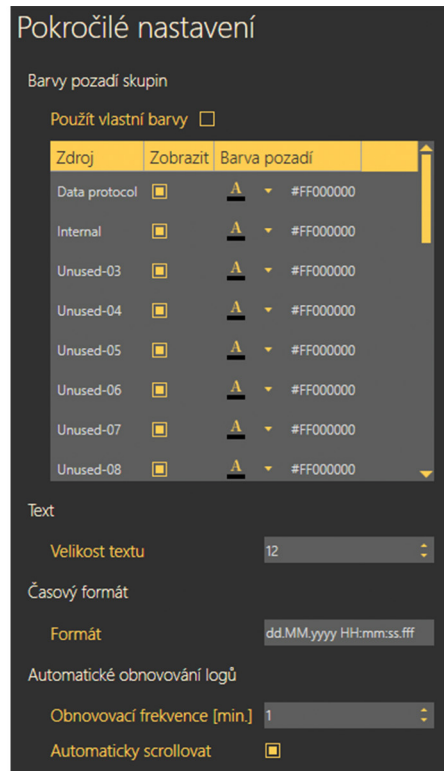 Pokročilé nastavení
Barvy pozadí skupin
Použít vlastní barvy
Zdroj Zobrazit Barva pozadí
Data protocol A #FF000000
Internal A #FF000000
Unused-03 A #FF000000
Unused-04 A #FF000000
Unused-05 A #FF000000
Unused-06 A #FF000000
Unused-07 A #FF000000
Unused-08 A #FF000000
Text
Velikost textu 12
Časový formát
Formát dd.MM.yyyy HH:mm:ss.fff
Automatické obnovování logů
Obnovovací frekvence [min.] 1
Automaticky scrollovat